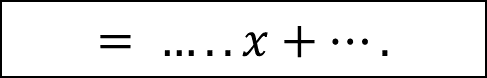 = …. . x + ⋯ .